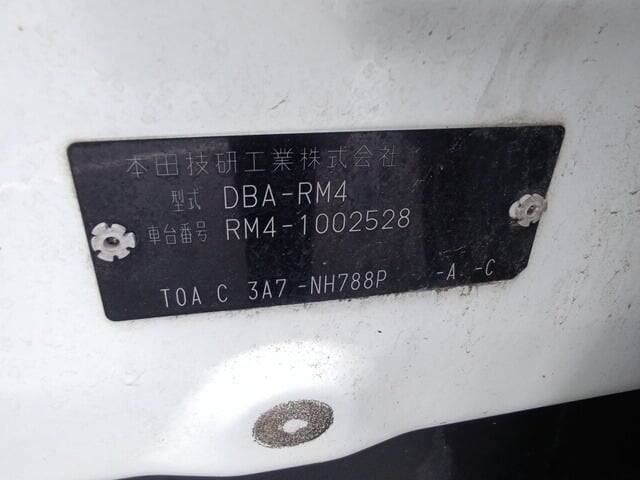 本田技研工業株式会社
型式 DBA-RM4
車台番号 RM4-1002528
T0A C 3A7 -NH788P -A -C